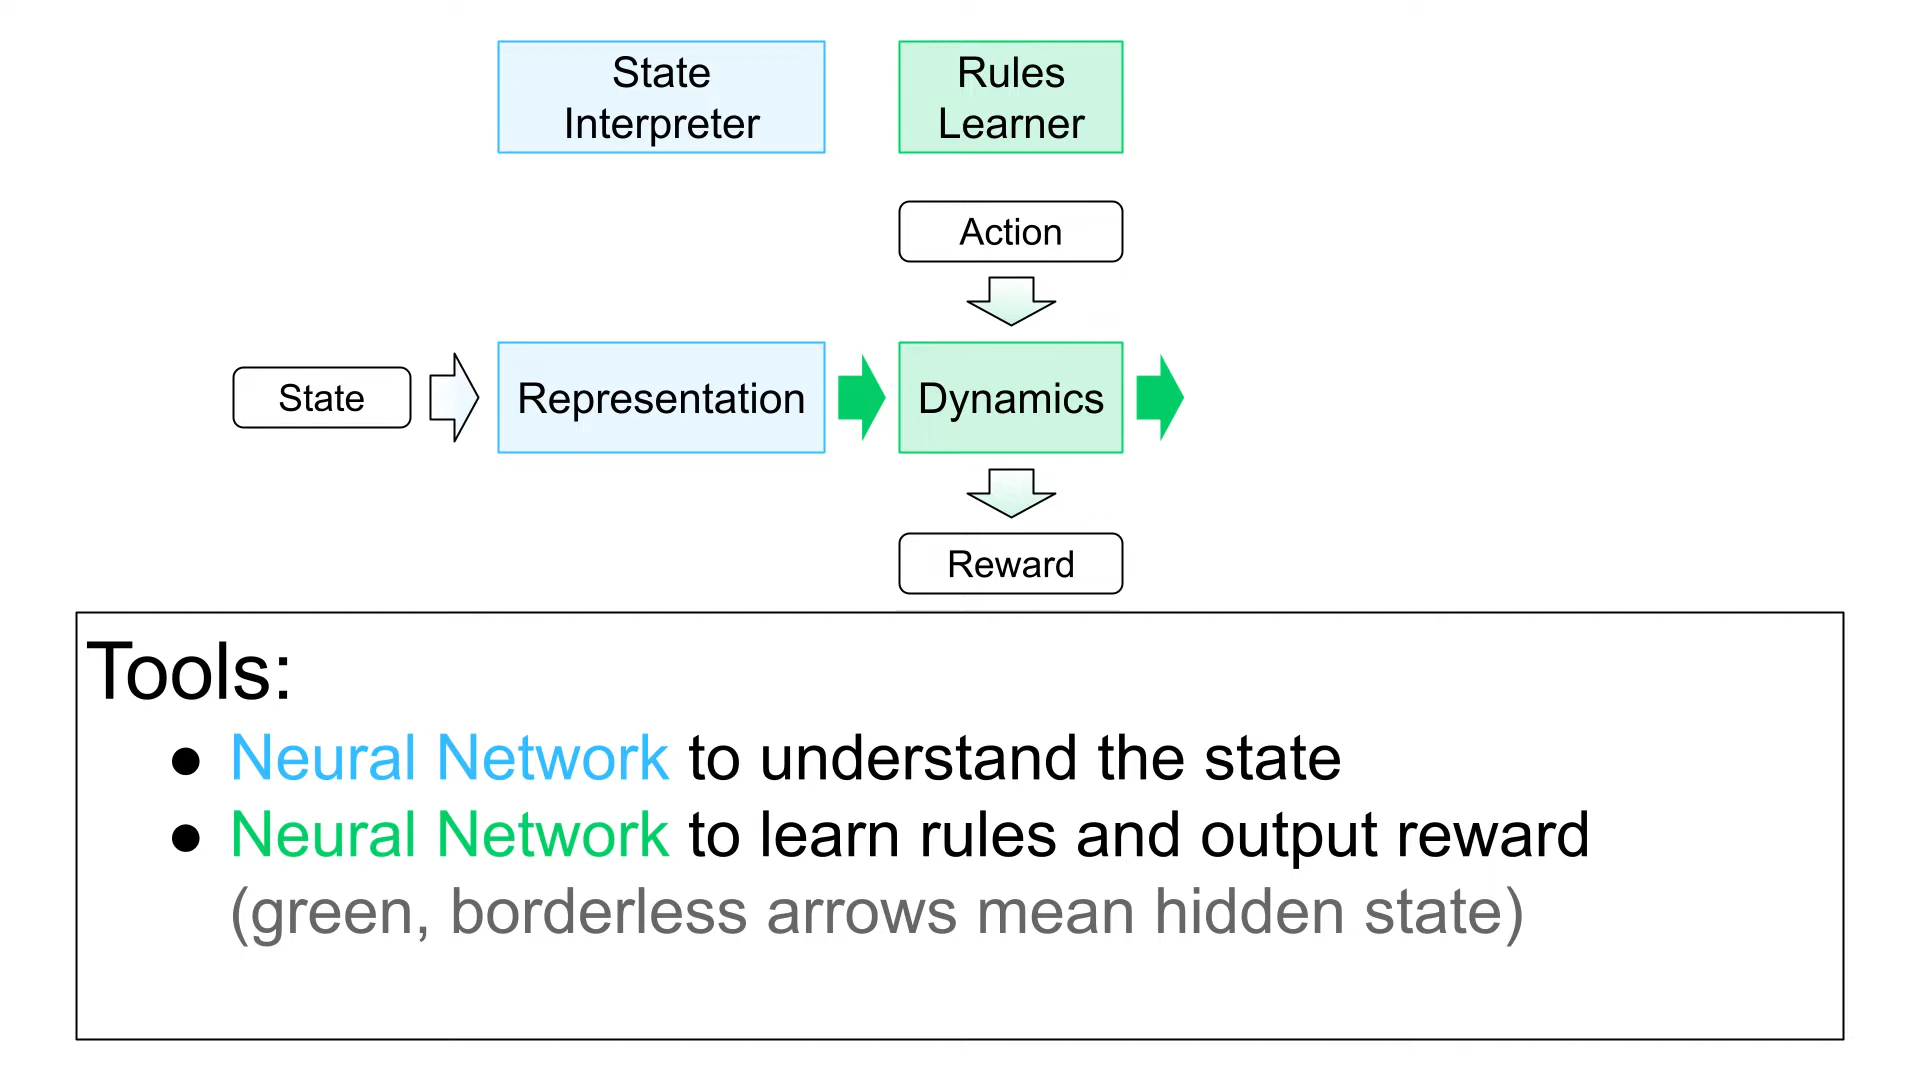 State
Interpreter
Rules
Learner
Action
State
Representation
Dynamics
Reward
Tools:
● Neural Network to understand the state
● Neural Network to learn rules and output reward
(green, borderless arrows mean hidden state)